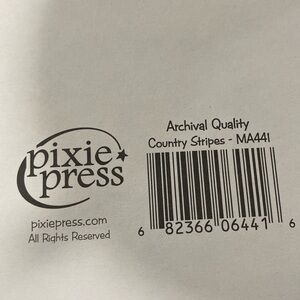 pixie
press
pixiepress.com
All Rights Reserved
Archival Quality
Country Stripes - MA441
6 82366 06441 6